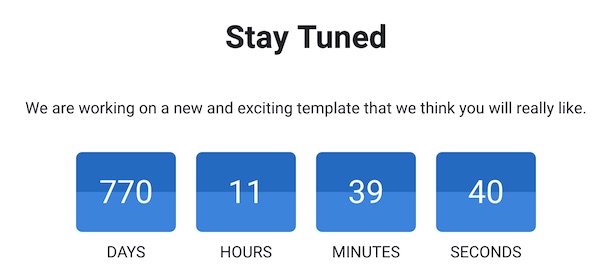 Stay Tuned
We are working on a new and exciting template that we think you will really like.
770 11 39 40
DAYS HOURS MINUTES SECONDS